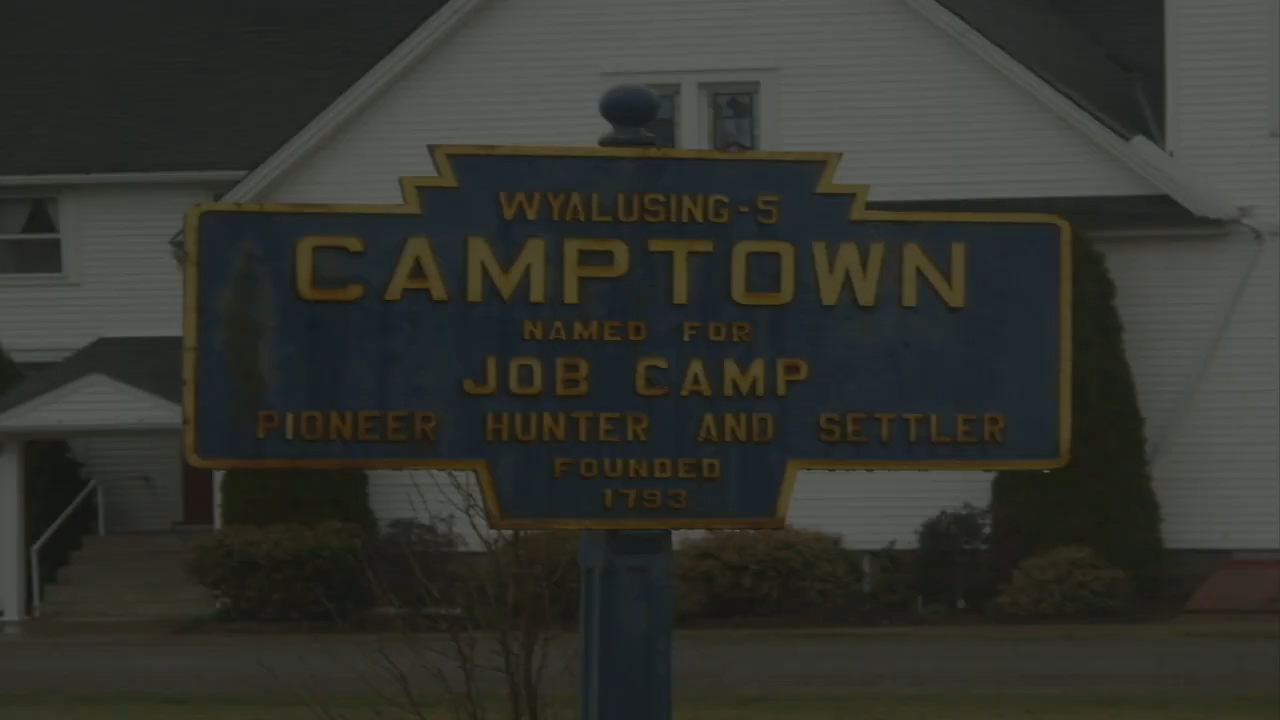 WYALUSING-5
CAMPTOWN
NAMED FOR
JOB CAMP
PIONEER HUNTER AND SETTLER
FOUNDED
1793